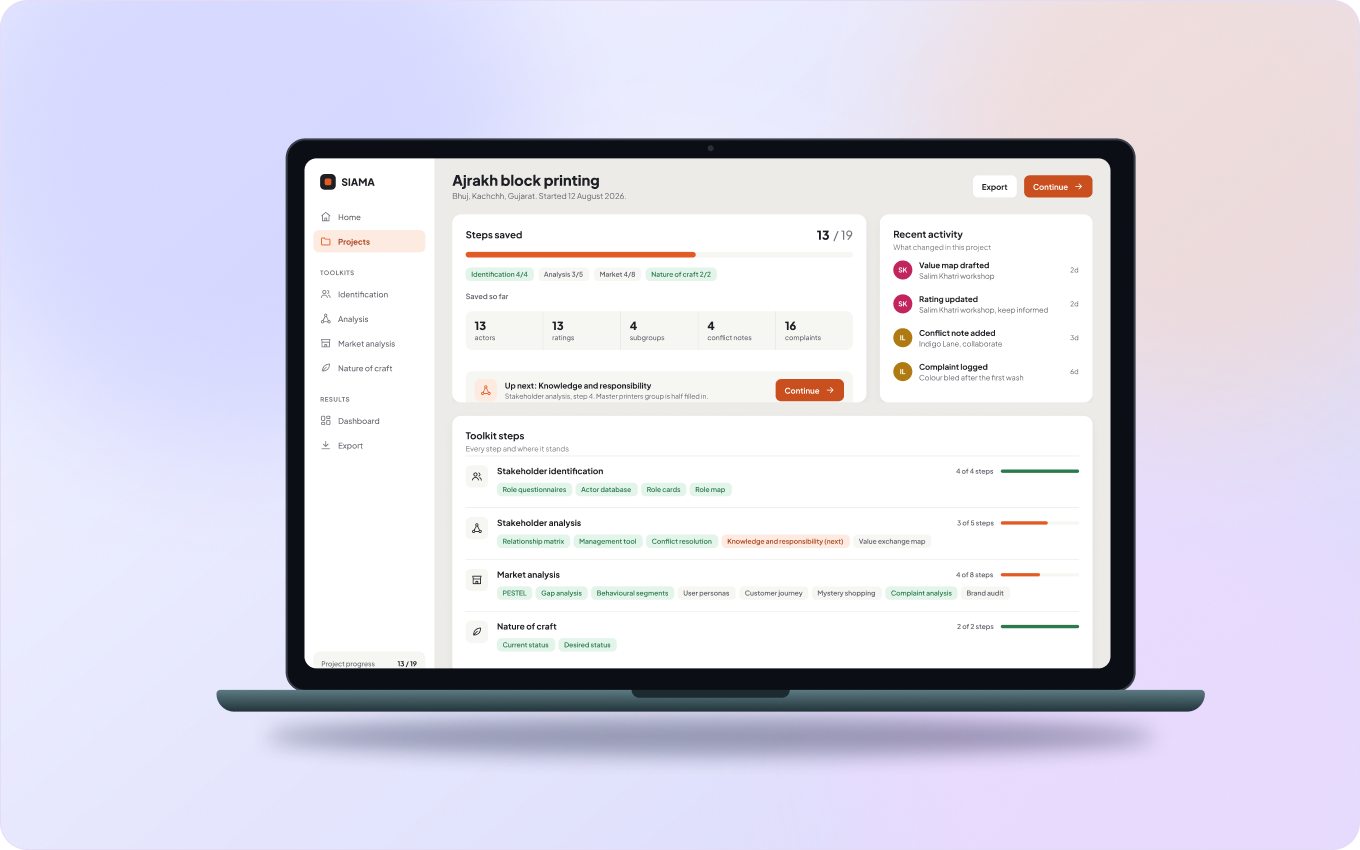 SIAMA
Home
Projects
TOOLKITS
Identification
Analysis
Market analysis
Nature of craft
RESULTS
Dashboard
Export
Project progress 13 / 19
Ajrakh block printing
Bhuj, Kachchh, Gujarat. Started 12 August 2026.
Export
Continue →
Steps saved 13 / 19
Identification 4/4 Analysis 3/5 Market 4/8 Nature of craft 2/2
Saved so far
13 13 4 4 16
actors ratings subgroups conflict notes complaints
Up next: Knowledge and responsibility
Stakeholder analysis, step 4. Master printers group is half filled in.
Continue →
Recent activity
What changed in this project
SK Value map drafted 2d
Salim Khatri workshop
SK Rating updated 2d
Salim Khatri workshop, keep informed
IL Conflict note added 3d
Indigo Lane, collaborate
IL Complaint logged 6d
Colour bled after the first wash
Toolkit steps
Every step and where it stands
Stakeholder identification 4 of 4 steps
Role questionnaires Actor database Role cards Role map
Stakeholder analysis 3 of 5 steps
Relationship matrix Management tool Conflict resolution Knowledge and responsibility (next) Value exchange map
Market analysis 4 of 8 steps
PESTEL Gap analysis Behavioural segments User personas Customer journey Mystery shopping Complaint analysis Brand audit
Nature of craft 2 of 2 steps
Current status Desired status